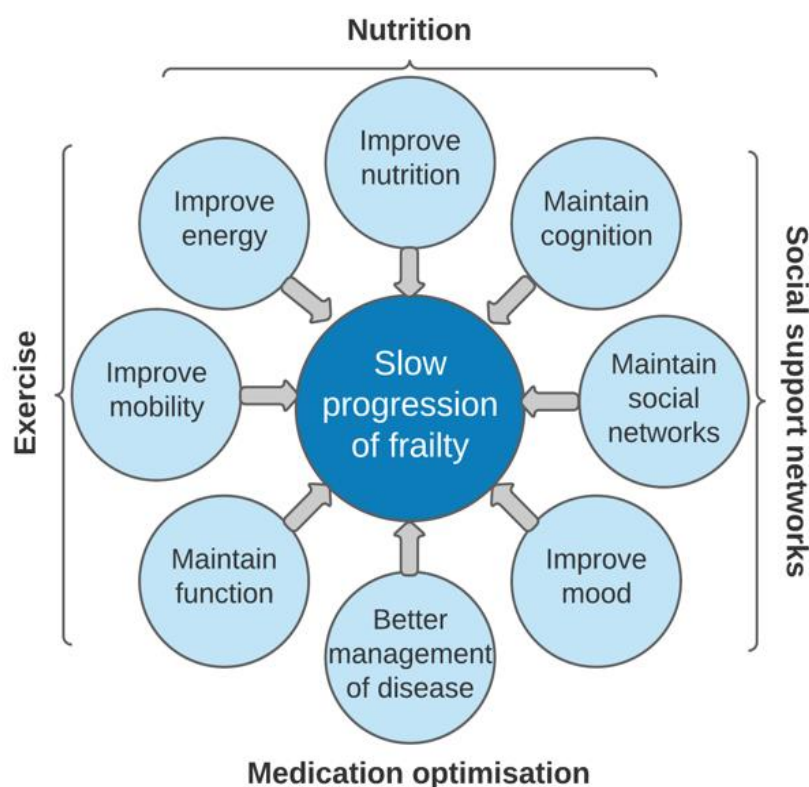 Nutrition
Improve
nutrition
Improve
energy
Maintain
cognition
Exercise
Improve
mobility
Slow
progression
of frailty
Maintain
social
networks
Social support networks
Maintain
function
Improve
mood
Better
management
of disease
Medication optimisation